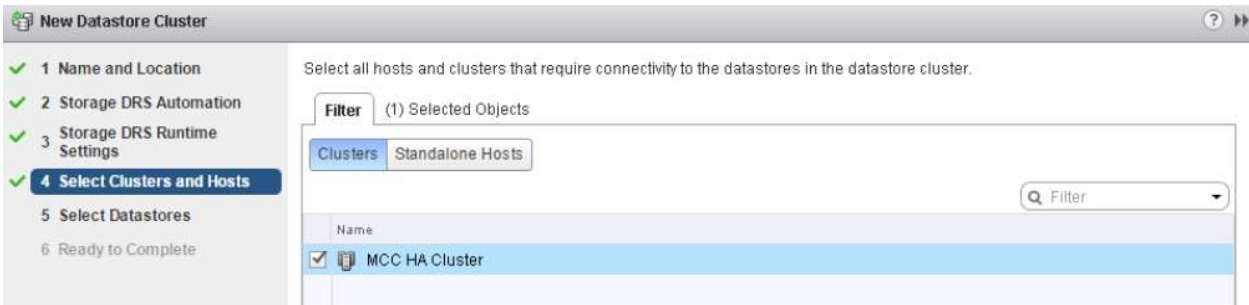 New Datastore Cluster
?
1 Name and Location
2 Storage DRS Automation
3 Storage DRS Runtime
Settings
4 Select Clusters and Hosts
5 Select Datastores
6 Ready to Complete
Select all hosts and clusters that require connectivity to the datastores in the datastore cluster.
Filter (1) Selected Objects
Clusters Standalone Hosts
Filter
Name
MCC HA Cluster